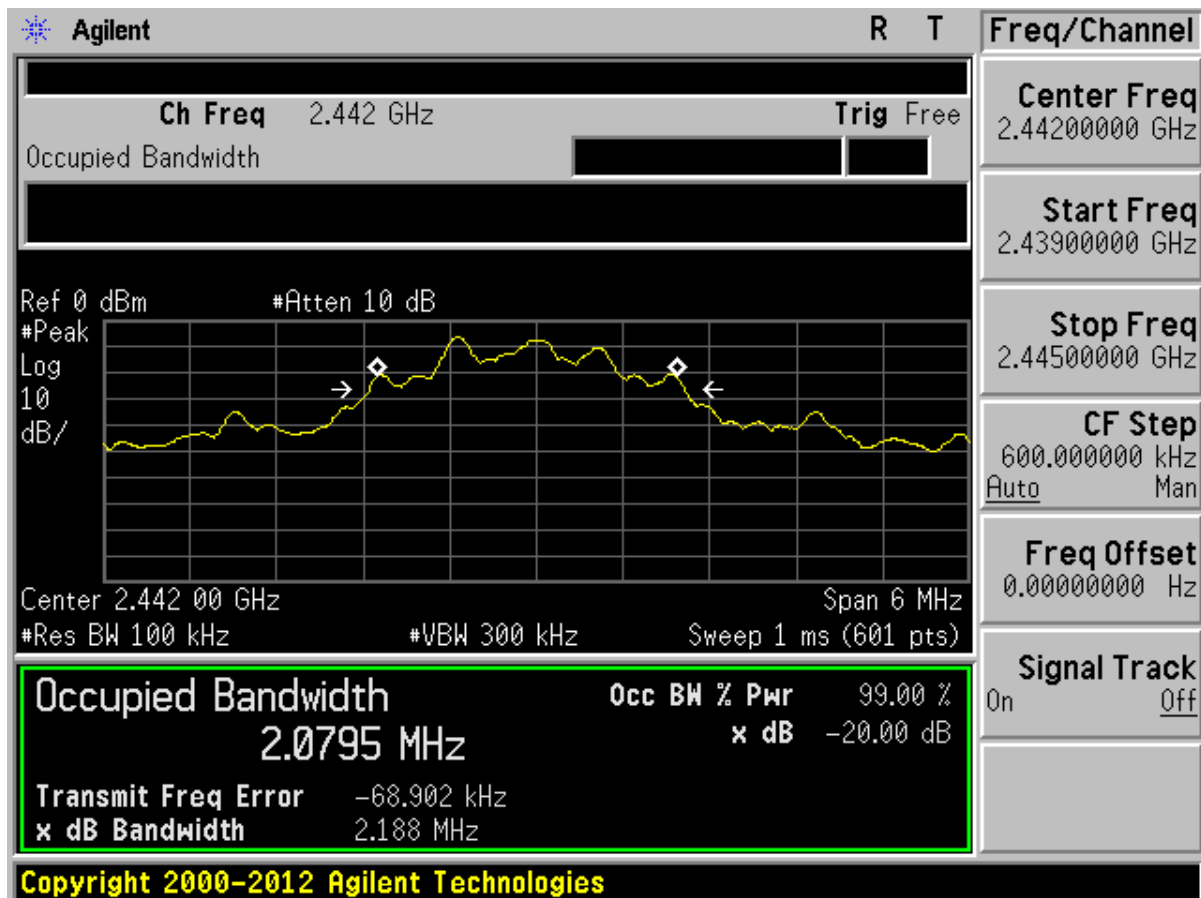 Agilent R T
Ch Freq 2.442 GHz Trig Free
Occupied Bandwidth
Ref 0 dBm #Atten 10 dB
#Peak
Log
10
dB/
Center 2.442 00 GHz Span 6 MHz
#Res BW 100 kHz #VBW 300 kHz Sweep 1 ms (601 pts)
Occupied Bandwidth
2.0795 MHz
Occ BW % Pwr 99.00 %
x dB -20.00 dB
Transmit Freq Error -68.902 kHz
x dB Bandwidth 2.188 MHz
Copyright 2000-2012 Agilent Technologies
Freq/Channel
Center Freq
2.44200000 GHz
Start Freq
2.43900000 GHz
Stop Freq
2.44500000 GHz
CF Step
600.000000 kHz
Auto Man
Freq Offset
0.00000000 Hz
Signal Track
On Off